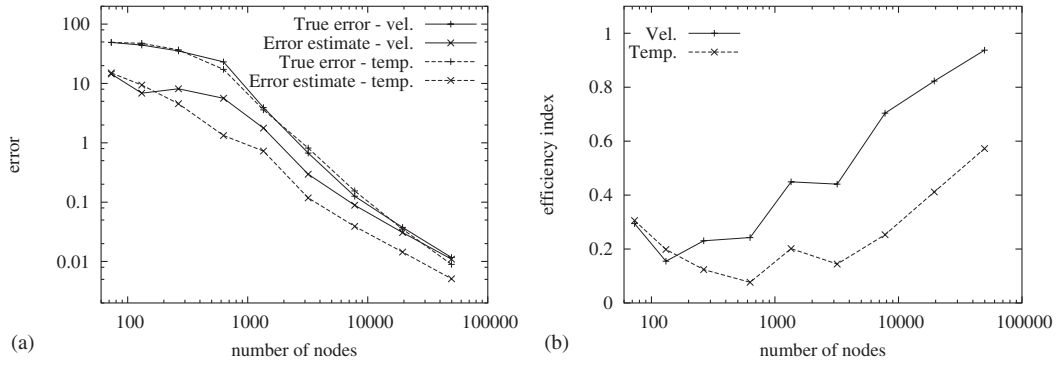 100
10
1
0.1
0.01
error
100
1000
10000
100000
number of nodes
True error - vel.
Error estimate - vel.
True error - temp.
Error estimate - temp.
(a)
1
0.8
0.6
0.4
0.2
0
efficiency index
100
1000
10000
100000
number of nodes
Vel.
Temp.
(b)